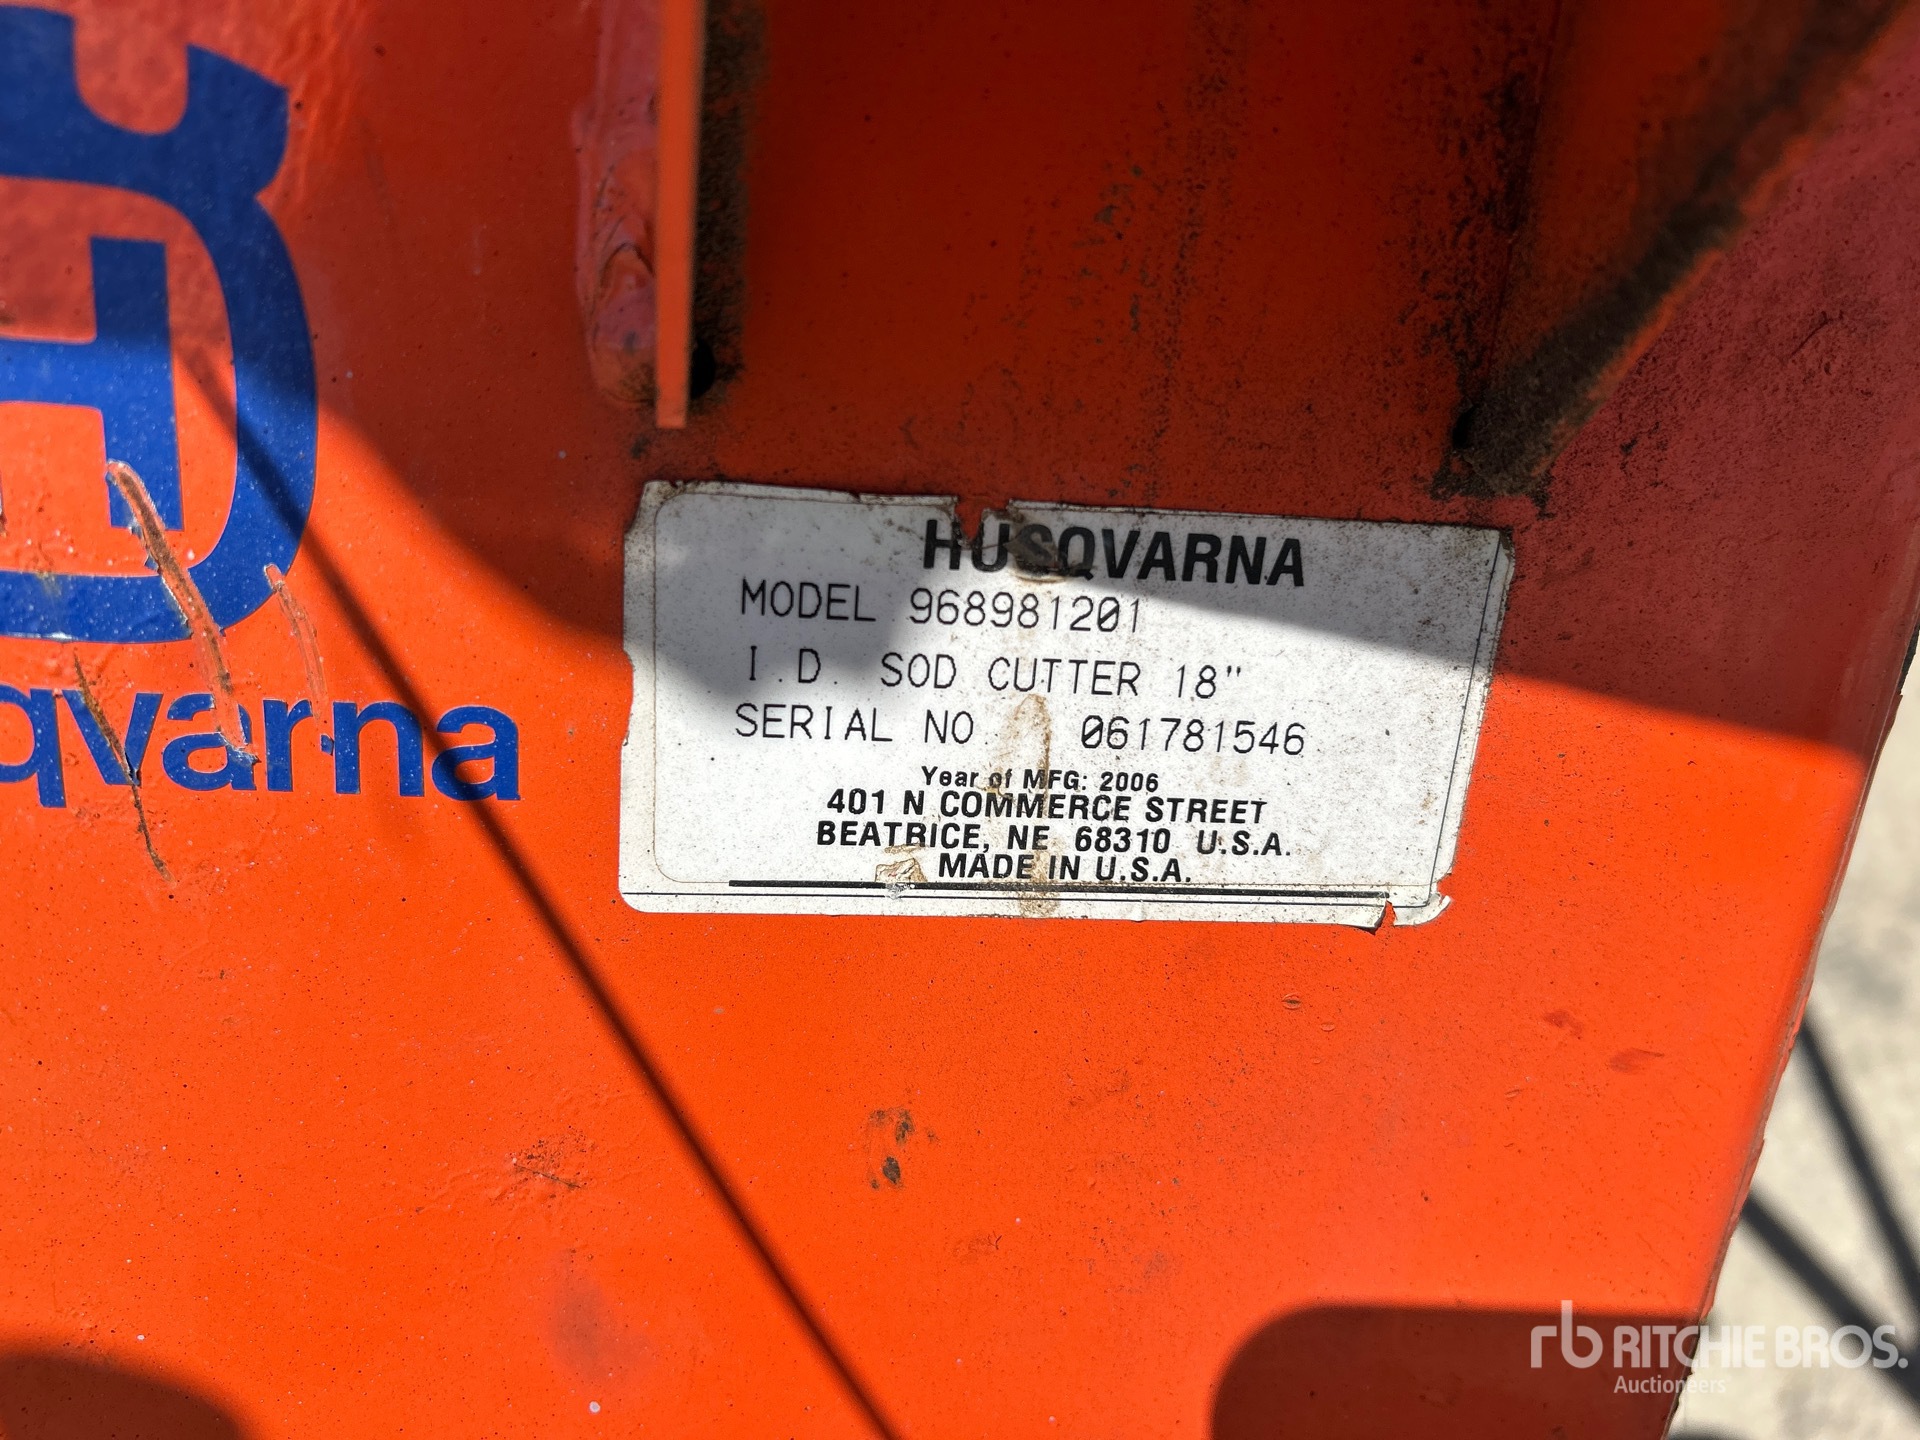 H
qvarna
HUSQVARNA
MODEL 968981201
I.D. SOD CUTTER 18"
SERIAL NO. 061781546
Year of MFG: 2006
401 N COMMERCE STREET
BEATRICE, NE 68310 U.S.A.
MADE IN U.S.A.
rb RITCHIE BROS.
Auctioneers